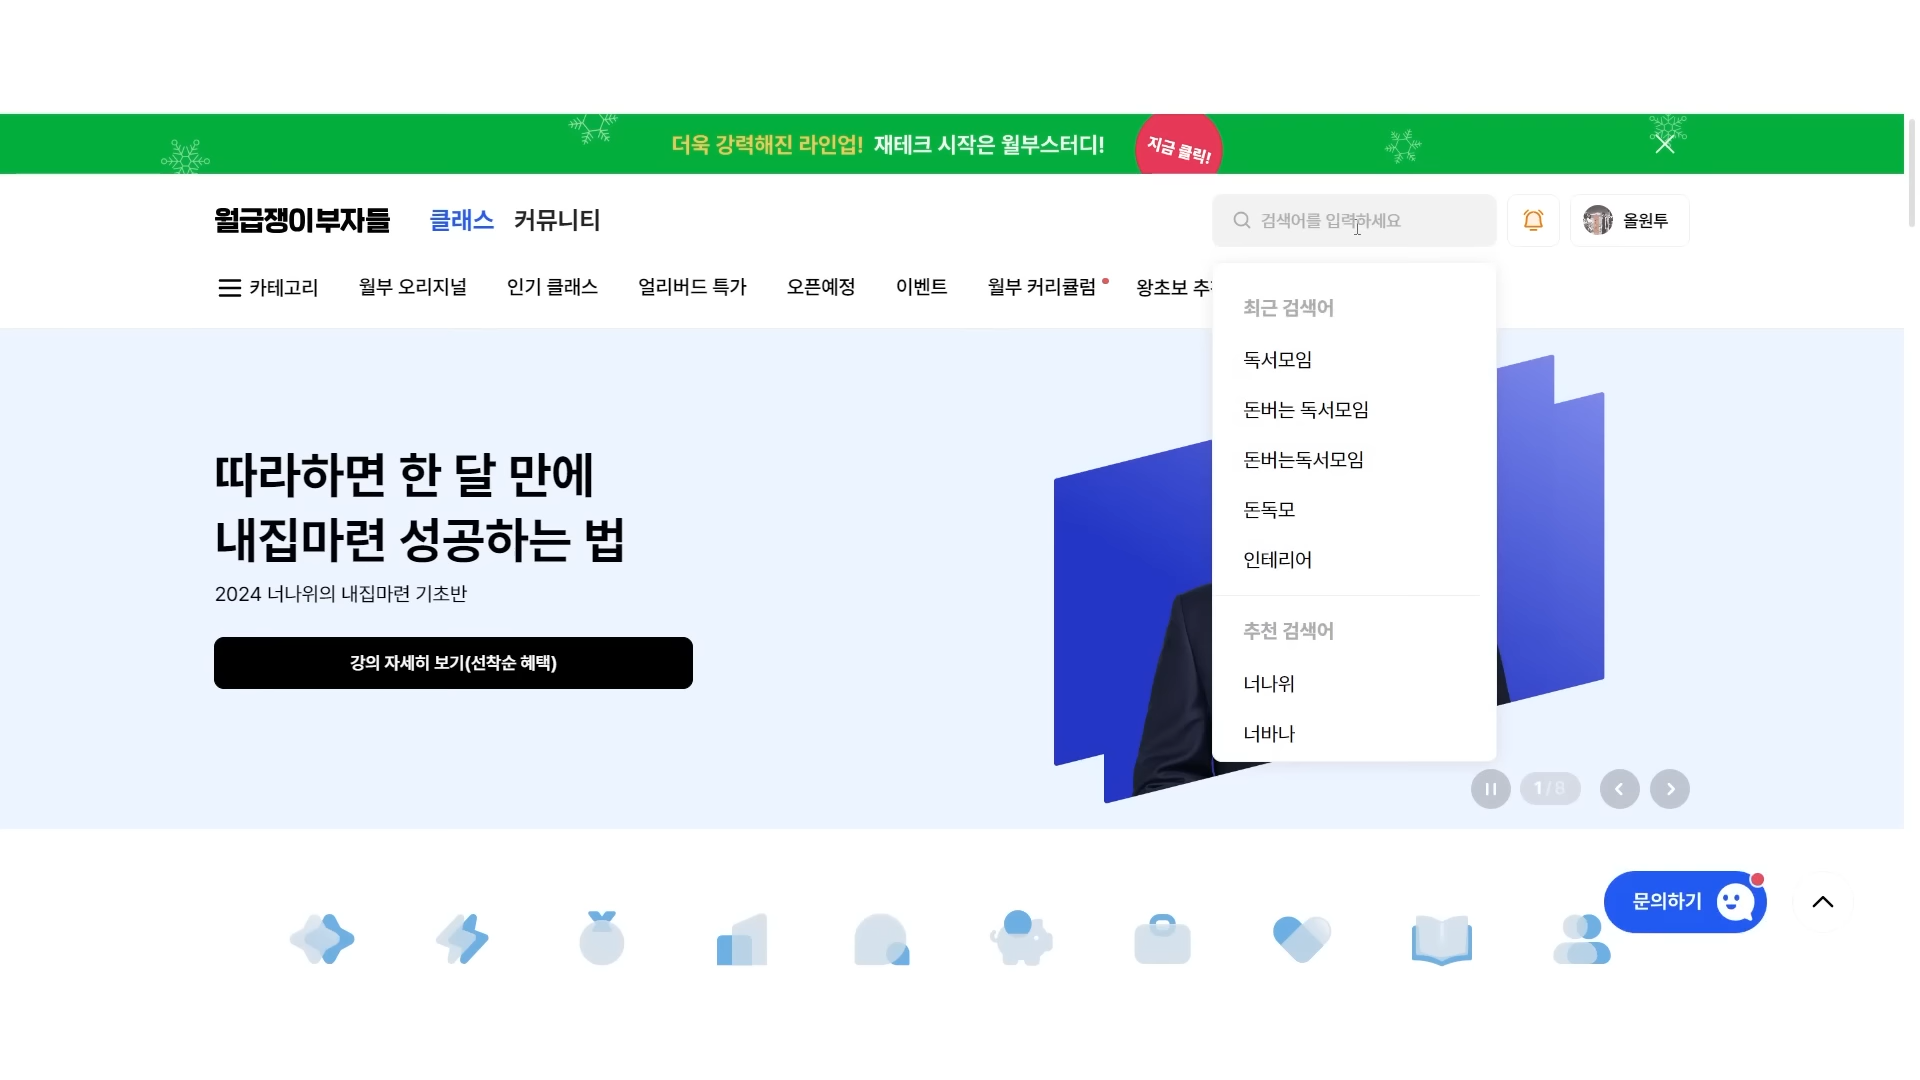 더욱 강력해진 라인업! 재테크 시작은 월부스터디!
지금 클릭!
월급쟁이부자들
클래스 커뮤니티
검색어를 입력하세요
올원투
카테고리 월부 오리지널 인기 클래스 얼리버드 특가 오픈예정 이벤트 월부 커리큘럼 왕초보
최근 검색어
독서모임
돈버는 독서모임
돈버는독서모임
돈독모
인테리어
추천 검색어
너나위
너바나
따라하면 한 달 만에
내집마련 성공하는 법
2024 너나위의 내집마련 기초반
강의 자세히 보기(선착순 혜택)
1/8
문의하기